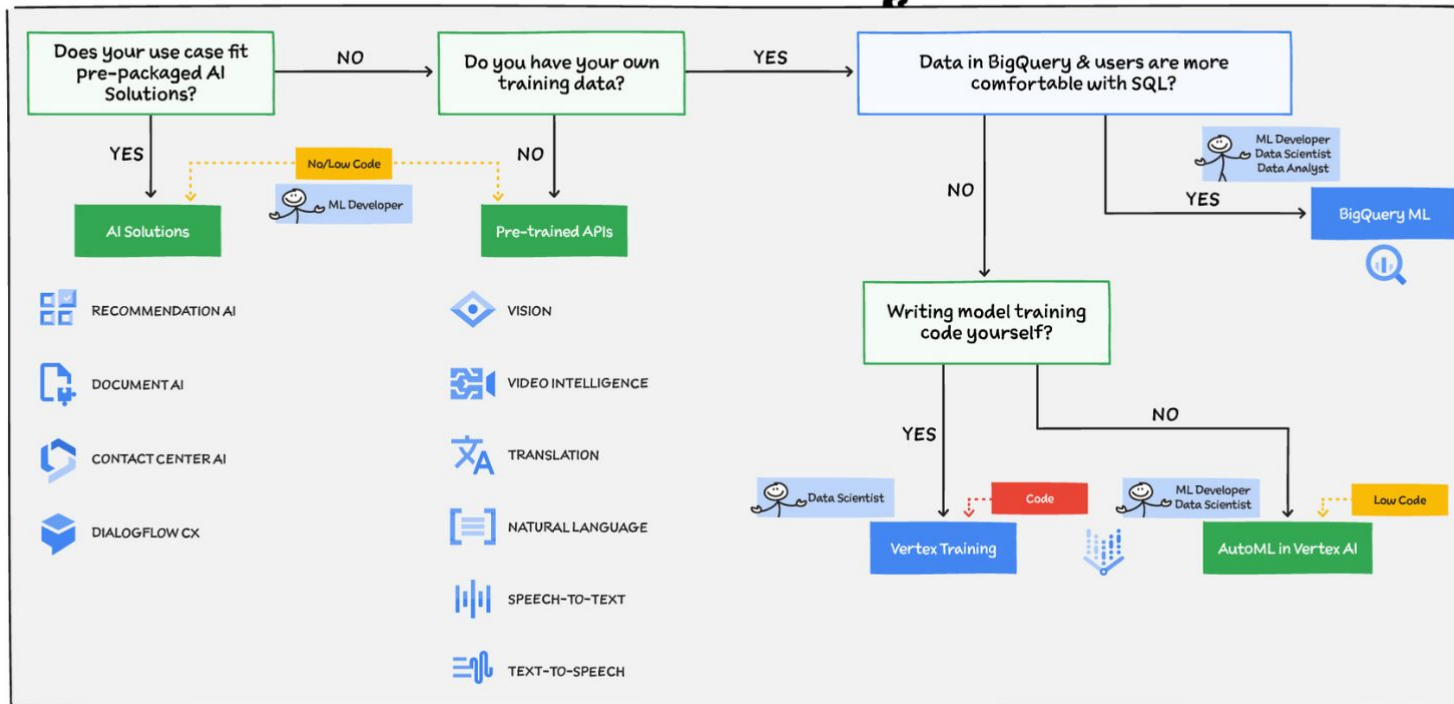 Does your use case fit
pre-packaged AI
Solutions?
NO
Do you have your own
training data?
YES
Data in BigQuery & users are more
comfortable with SQL?
YES
No/Low Code
ML Developer
NO
AI Solutions
Pre-trained APIs
NO
ML Developer
Data Scientist
Data Analyst
YES
BigQuery ML
RECOMMENDATION AI
DOCUMENT AI
CONTACT CENTER AI
DIALOGFLOW CX
VISION
VIDEO INTELLIGENCE
TRANSLATION
NATURAL LANGUAGE
SPEECH-TO-TEXT
TEXT-TO-SPEECH
Writing model training
code yourself?
YES
NO
Data Scientist
Code
ML Developer
Data Scientist
Low Code
Vertex Training
AutoML in Vertex AI